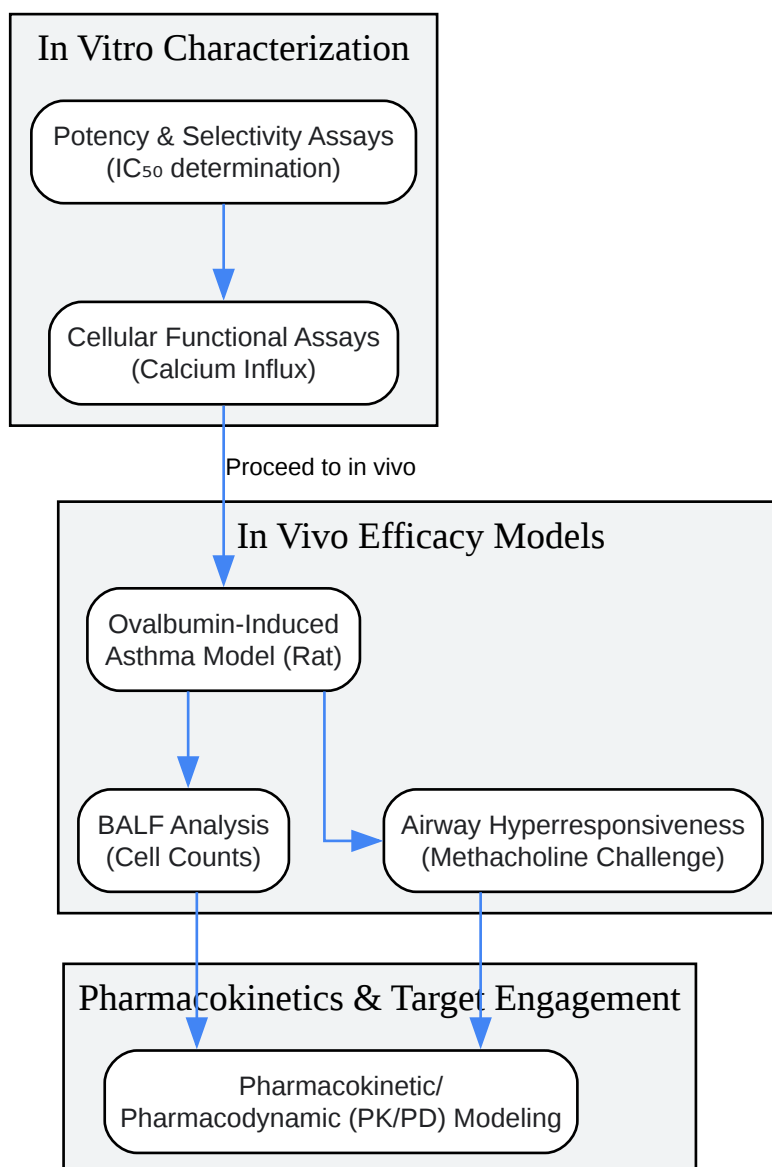 In Vitro Characterization
Potency & Selectivity Assays
(IC₅₀ determination)
Cellular Functional Assays
(Calcium Influx)
Proceed to in vivo
In Vivo Efficacy Models
Ovalbumin-Induced
Asthma Model (Rat)
BALF Analysis
(Cell Counts)
Airway Hyperresponsiveness
(Methacholine Challenge)
Pharmacokinetics & Target Engagement
Pharmacokinetic/
Pharmacodynamic (PK/PD) Modeling